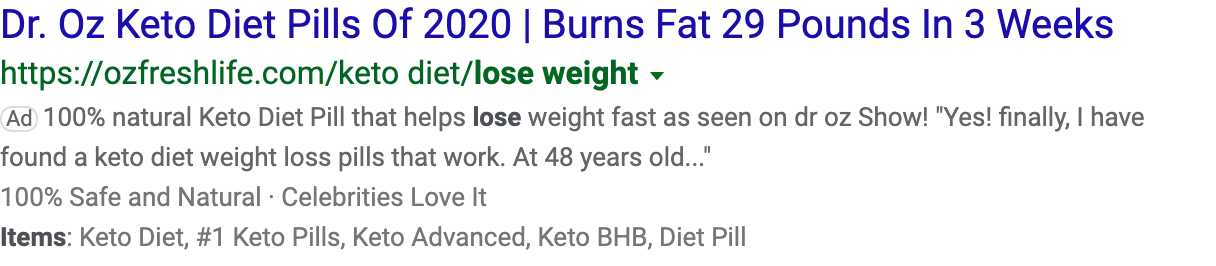 Dr. Oz Keto Diet Pills Of 2020 | Burns Fat 29 Pounds In 3 Weeks
https://ozfreshlife.com/keto diet/lose weight
Ad 100% natural Keto Diet Pill that helps lose weight fast as seen on dr oz Show! "Yes! finally, I have
found a keto diet weight loss pills that work. At 48 years old..."
100% Safe and Natural · Celebrities Love It
Items: Keto Diet, #1 Keto Pills, Keto Advanced, Keto BHB, Diet Pill